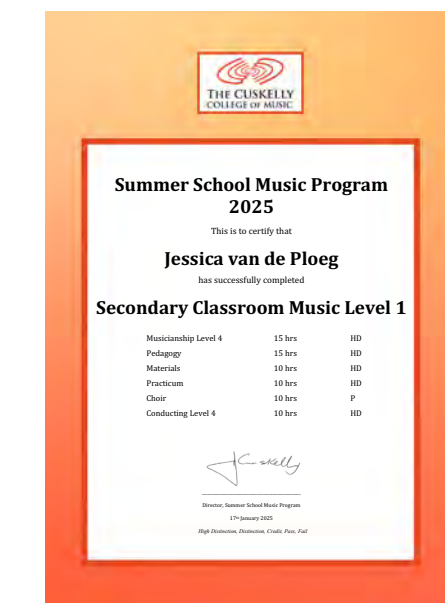 THE CUSKELLY
COLLEGE OF MUSIC
Summer School Music Program
2025
This is to certify that
Jessica van de Ploeg
has successfully completed
Secondary Classroom Music Level 1
Musicianship Level 4 15 hrs HD
Pedagogy 15 hrs HD
Materials 10 hrs HD
Practicum 10 hrs HD
Choir 10 hrs P
Conducting Level 4 10 hrs HD
JCuskelly
Director, Summer School Music Program
17th January 2025
High Distinction, Distinction, Credit, Pass, Fail